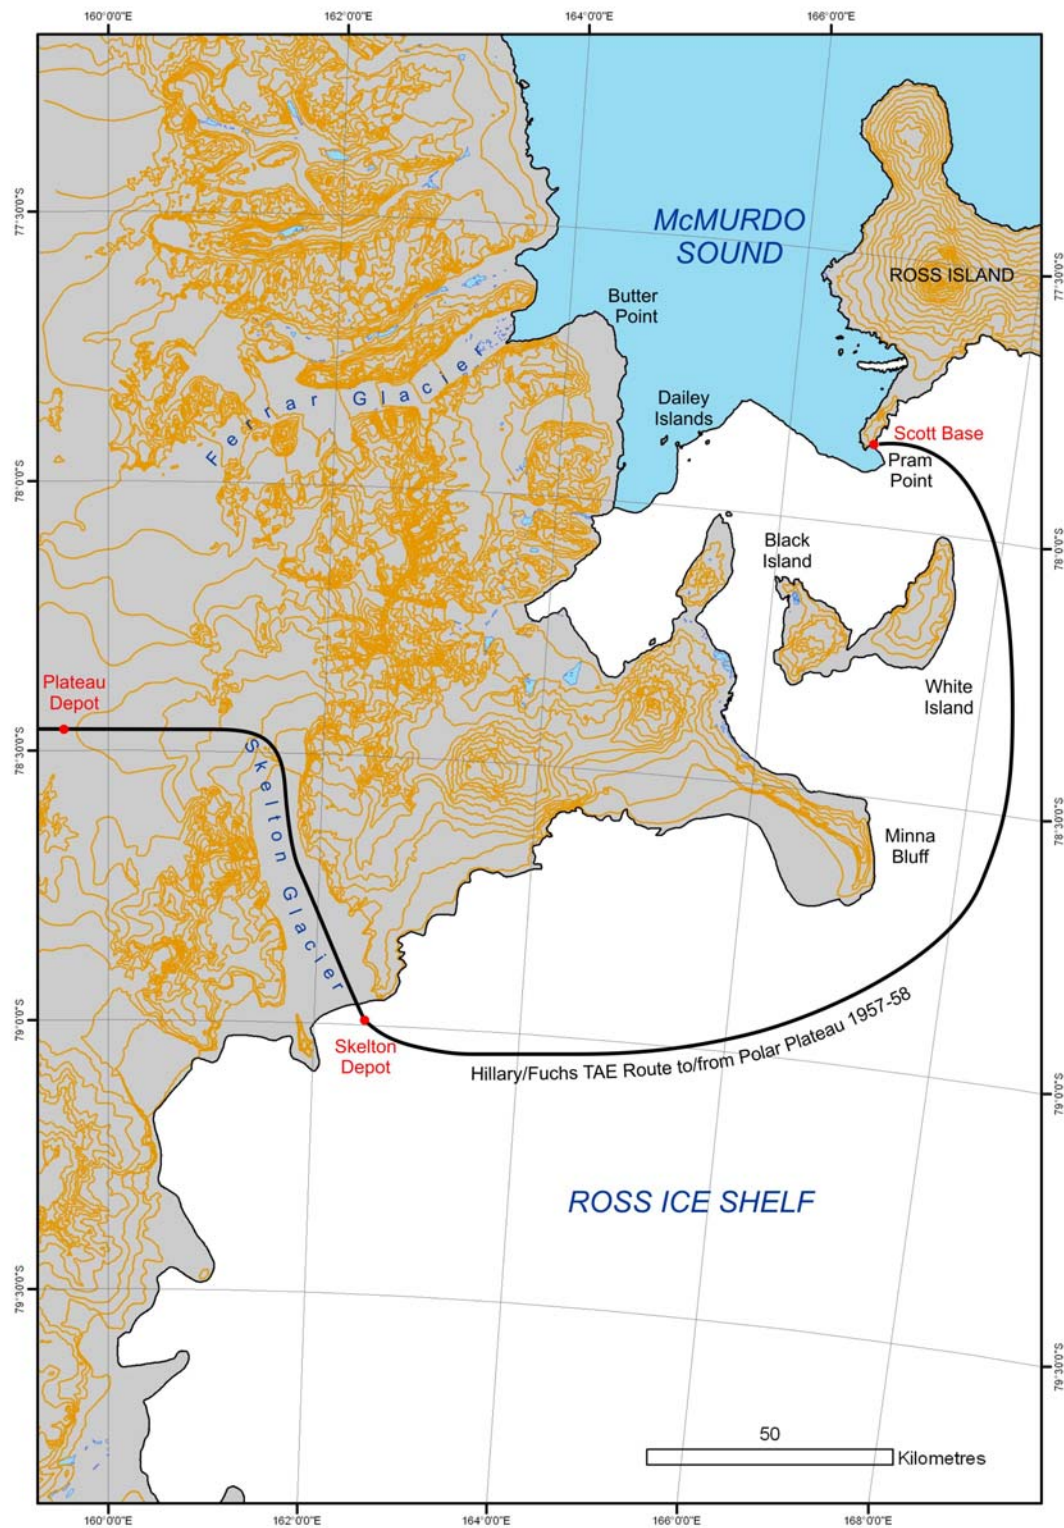 160°0'0"E
162°0'0"E
164°0'0"E
166°0'0"E
77°30'0"S
77°30'0"S
McMURDO
SOUND
ROSS ISLAND
Butter
Point
Ferrar Glacier
Dailey
Islands
Scott Base
Pram
Point
78°0'0"S
78°0'0"S
Black
Island
White
Island
Plateau
Depot
78°30'0"S
78°30'0"S
Skelton Glacier
Minna
Bluff
79°0'0"S
79°0'0"S
Skelton
Depot
Hillary/Fuchs TAE Route to/from Polar Plateau 1957-58
ROSS ICE SHELF
79°30'0"S
79°30'0"S
50
Kilometres
160°0'0"E
162°0'0"E
164°0'0"E
166°0'0"E
168°0'0"E